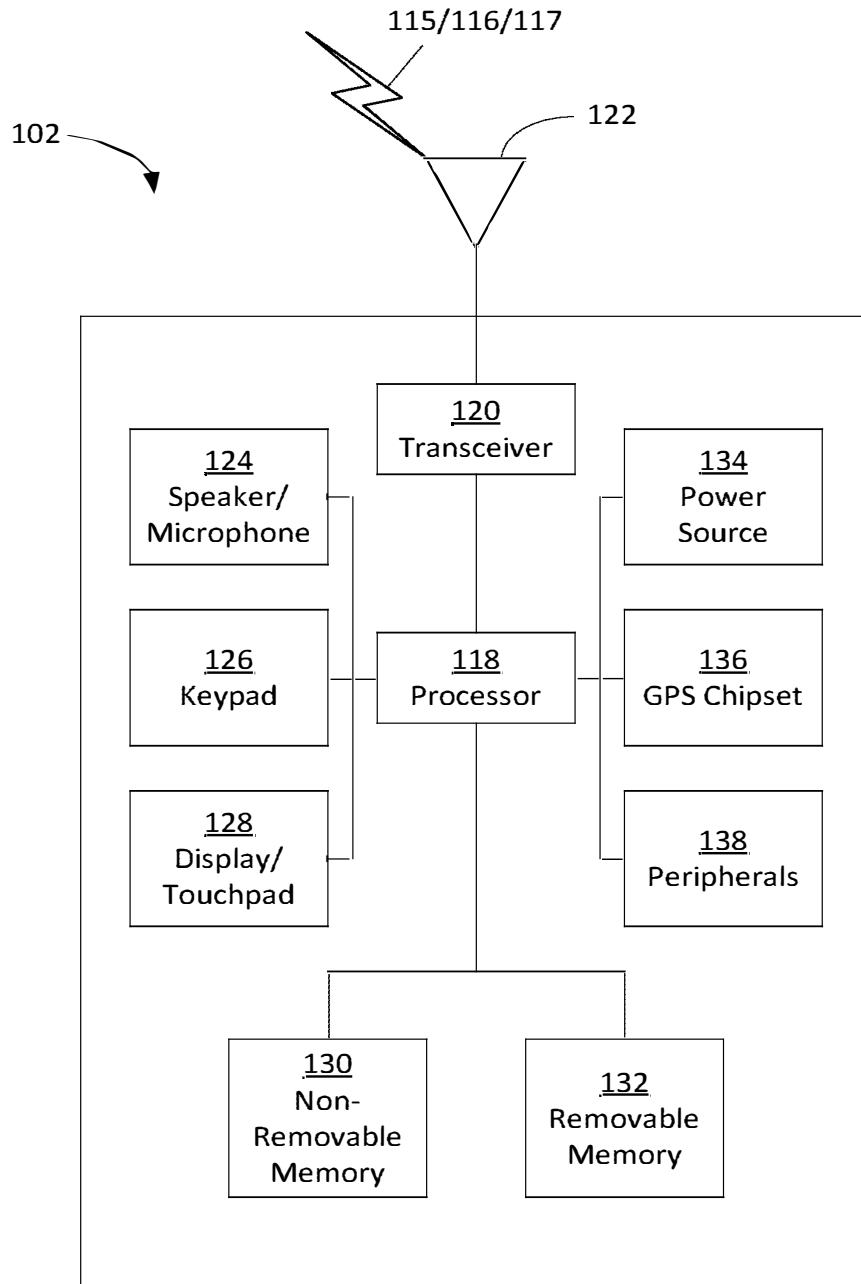 115/116/117
122
102
120
Transceiver
124
Speaker/
Microphone
134
Power
Source
126
Keypad
118
Processor
136
GPS Chipset
128
Display/
Touchpad
138
Peripherals
130
Non-
Removable
Memory
132
Removable
Memory